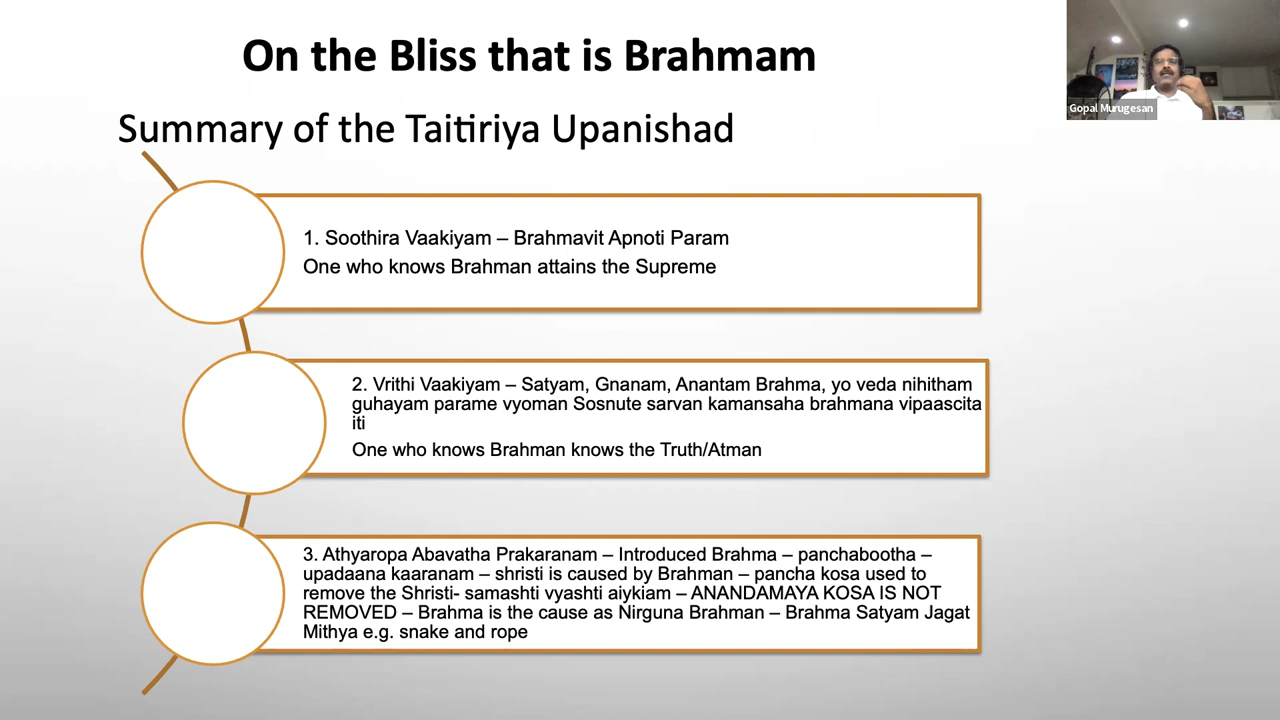 On the Bliss that is Brahmam
Gopal Murugesan
Summary of the Taitiriya Upanishad
1. Soothira Vaakiyam – Brahmavit Apnoti Param
One who knows Brahman attains the Supreme
2. Vrithi Vaakiyam – Satyam, Gnanam, Anantam Brahma, yo veda nihitham
guhayam parame vyoman Sosnute sarvan kamansaha brahmana vipaascita
iti
One who knows Brahman knows the Truth/Atman
3. Athyaropa Abavatha Prakaranam – Introduced Brahma – panchabootha –
upadaana kaaranam – shristi is caused by Brahman – pancha kosa used to
remove the Shristi- samashti vyashti aiykiam – ANANDAMAYA KOSA IS NOT
REMOVED – Brahma is the cause as Nirguna Brahman – Brahma Satyam Jagat
Mithya e.g. snake and rope